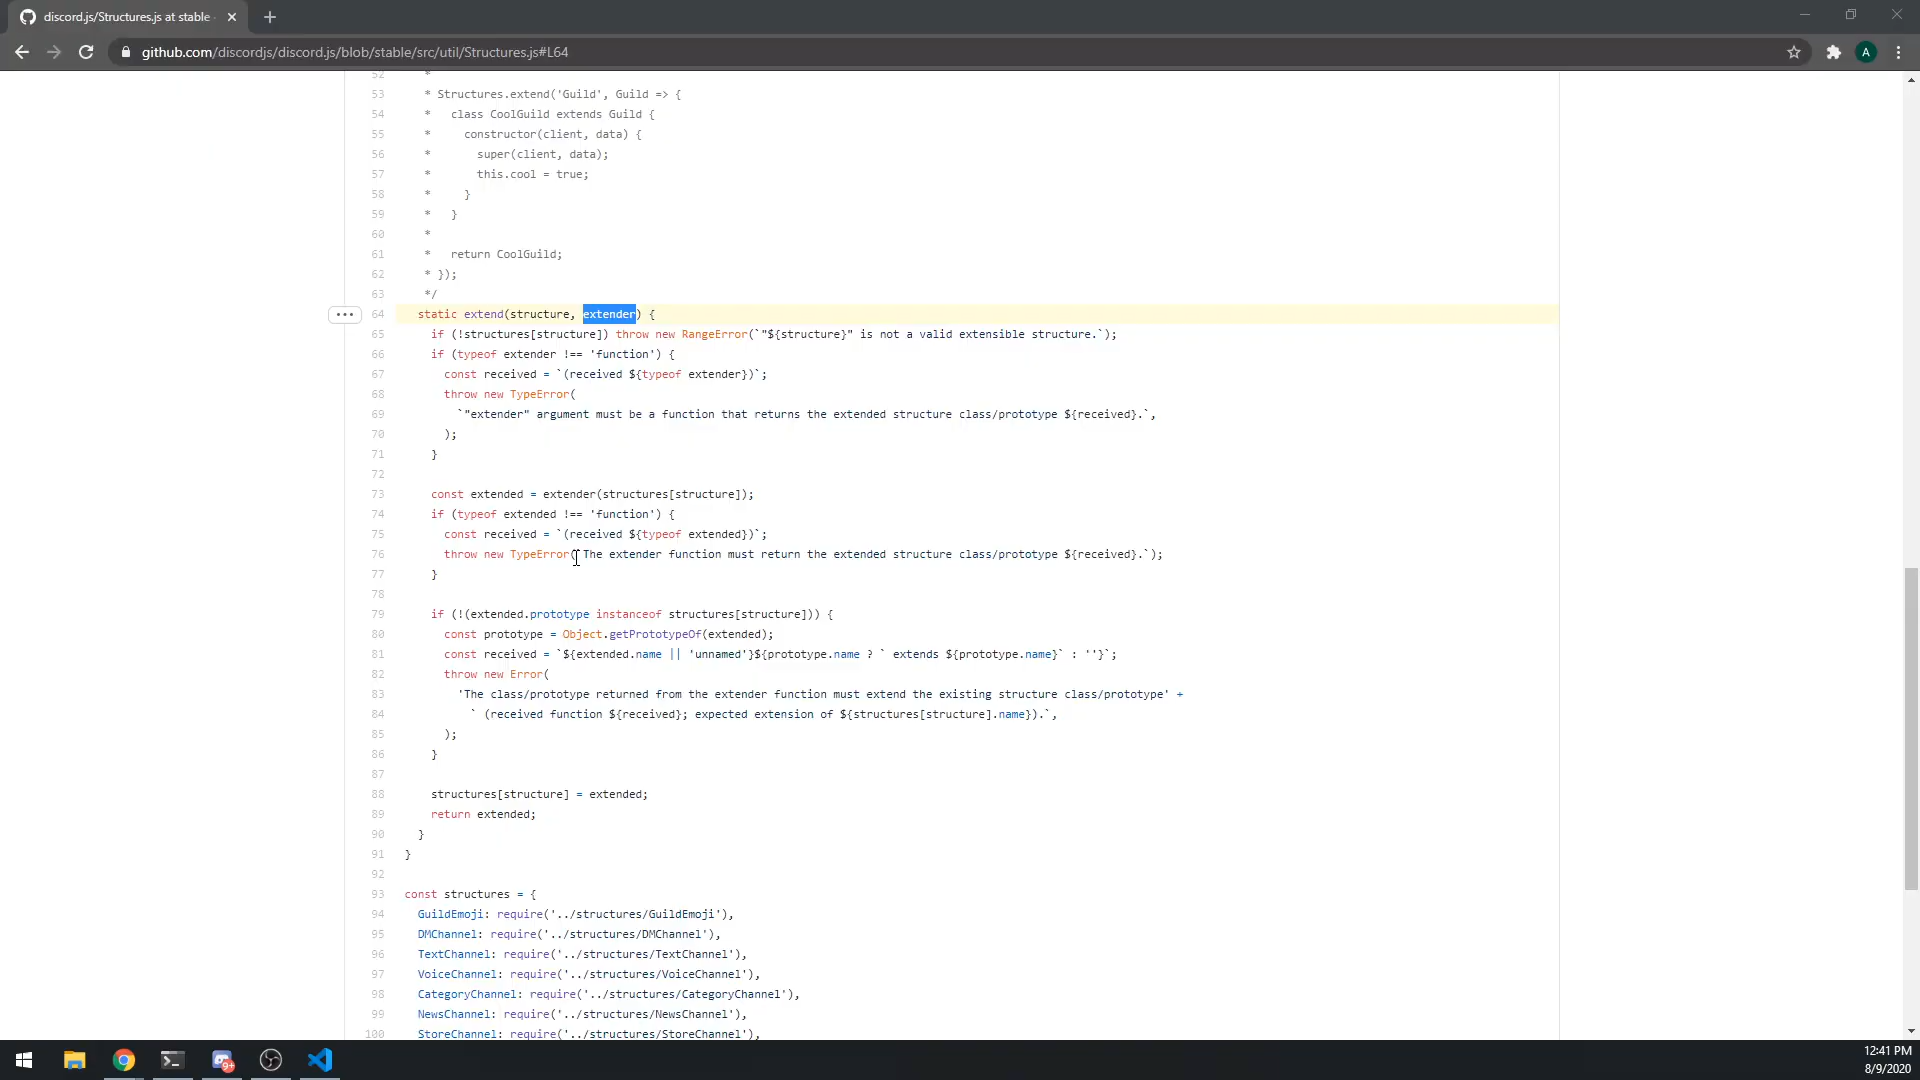 discord.js/Structures.js at stable
github.com/discordjs/discord.js/blob/stable/src/util/Structures.js#L64
A
52 *
53 * Structures.extend('Guild', Guild => {
54 *   class CoolGuild extends Guild {
55 *     constructor(client, data) {
56 *       super(client, data);
57 *       this.cool = true;
58 *     }
59 *   }
60 *
61 *   return CoolGuild;
62 * });
63 */
64 static extend(structure, extender) {
65 if (!structures[structure]) throw new RangeError(`"${structure}" is not a valid extensible structure.`);
66 if (typeof extender !== 'function') {
67 const received = `(received ${typeof extender})`;
68 throw new TypeError(
69 `"extender" argument must be a function that returns the extended structure class/prototype ${received}.`,
70 );
71 }
72
73 const extended = extender(structures[structure]);
74 if (typeof extended !== 'function') {
75 const received = `(received ${typeof extended})`;
76 throw new TypeError(`The extender function must return the extended structure class/prototype ${received}.`);
77 }
78
79 if (!(extended.prototype instanceof structures[structure])) {
80 const prototype = Object.getPrototypeOf(extended);
81 const received = `${extended.name || 'unnamed'}${prototype.name ? ` extends ${prototype.name}` : ''}`;
82 throw new Error(
83 'The class/prototype returned from the extender function must extend the existing structure class/prototype' +
84 ` (received function ${received}; expected extension of ${structures[structure].name}).`,
85 );
86 }
87
88 structures[structure] = extended;
89 return extended;
90 }
91 }
92
93 const structures = {
94 GuildEmoji: require('../structures/GuildEmoji'),
95 DMChannel: require('../structures/DMChannel'),
96 TextChannel: require('../structures/TextChannel'),
97 VoiceChannel: require('../structures/VoiceChannel'),
98 CategoryChannel: require('../structures/CategoryChannel'),
99 NewsChannel: require('../structures/NewsChannel'),
100 StoreChannel: require('../structures/StoreChannel'),
9+
12:41 PM
8/9/2020